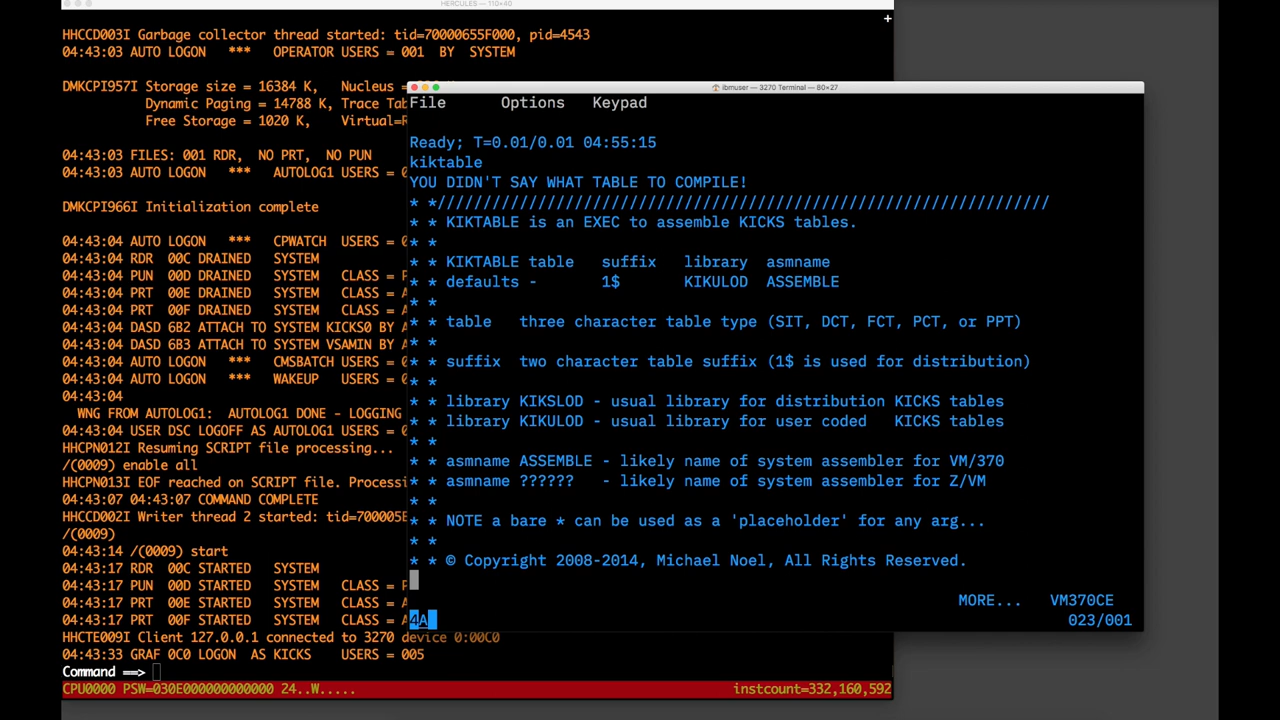 HERCULES — 110×40
HHCCD003I Garbage collector thread started: tid=70000655F000, pid=4543
04:43:03 AUTO LOGON   ***   OPERATOR USERS = 001  BY  SYSTEM
DMKCPI957I Storage size = 16384 K,   Nucleus =
Dynamic Paging = 14788 K, Trace Tab
Free Storage = 1020 K,   Virtual=R
04:43:03 FILES: 001 RDR,  NO PRT,  NO PUN
04:43:03 AUTO LOGON   ***   AUTOLOG1 USERS = 0
DMKCPI966I Initialization complete
04:43:04 AUTO LOGON   ***   CPWATCH  USERS = 0
04:43:04 RDR  00C DRAINED   SYSTEM
04:43:04 PUN  00D DRAINED   SYSTEM   CLASS =
04:43:04 PRT  00E DRAINED   SYSTEM   CLASS = A
04:43:04 PRT  00F DRAINED   SYSTEM   CLASS = A
04:43:04 DASD 6B2 ATTACH TO SYSTEM KICKS0 BY A
04:43:04 DASD 6B3 ATTACH TO SYSTEM VSAMIN BY A
04:43:04 AUTO LOGON   ***   CMSBATCH USERS = 0
04:43:04 AUTO LOGON   ***   WAKEUP   USERS = 0
04:43:04
WNG FROM AUTOLOG1:  AUTOLOG1 DONE - LOGGING
04:43:04 USER DSC LOGOFF AS AUTOLOG1 USERS = 0
HHCPN012I Resuming SCRIPT file processing...
/(0009) enable all
HHCPN013I EOF reached on SCRIPT file. Processi
04:43:07 04:43:07 COMMAND COMPLETE
HHCCD002I Writer thread 2 started: tid=700005E
/(0009)
04:43:14 /(0009) start
04:43:17 RDR  00C STARTED   SYSTEM
04:43:17 PUN  00D STARTED   SYSTEM   CLASS =
04:43:17 PRT  00E STARTED   SYSTEM   CLASS = A
04:43:17 PRT  00F STARTED   SYSTEM   CLASS = A
HHCTE009I Client 127.0.0.1 connected to 3270 device 0:00C0
04:43:33 GRAF 0C0 LOGON  AS KICKS    USERS = 005
Command ==>
CPU0000 PSW=030E000000000000 24..W.....                instcount=332,160,592
ibmuser — 3270 Terminal — 80×27
File      Options   Keypad
Ready; T=0.01/0.01 04:55:15
kiktable
YOU DIDN'T SAY WHAT TABLE TO COMPILE!
* *///////////////////////////////////////////////////////////////////
* * KIKTABLE is an EXEC to assemble KICKS tables.
* *
* * KIKTABLE table   suffix   library  asmname
* * defaults -       1$       KIKULOD  ASSEMBLE
* *
* * table   three character table type (SIT, DCT, FCT, PCT, or PPT)
* *
* * suffix  two character table suffix (1$ is used for distribution)
* *
* * library KIKSLOD - usual library for distribution KICKS tables
* * library KIKULOD - usual library for user coded   KICKS tables
* *
* * asmname ASSEMBLE - likely name of system assembler for VM/370
* * asmname ??????   - likely name of system assembler for Z/VM
* *
* * NOTE a bare * can be used as a 'placeholder' for any arg...
* *
* * © Copyright 2008-2014, Michael Noel, All Rights Reserved.
MORE...   VM370CE
4A                                                                      023/001